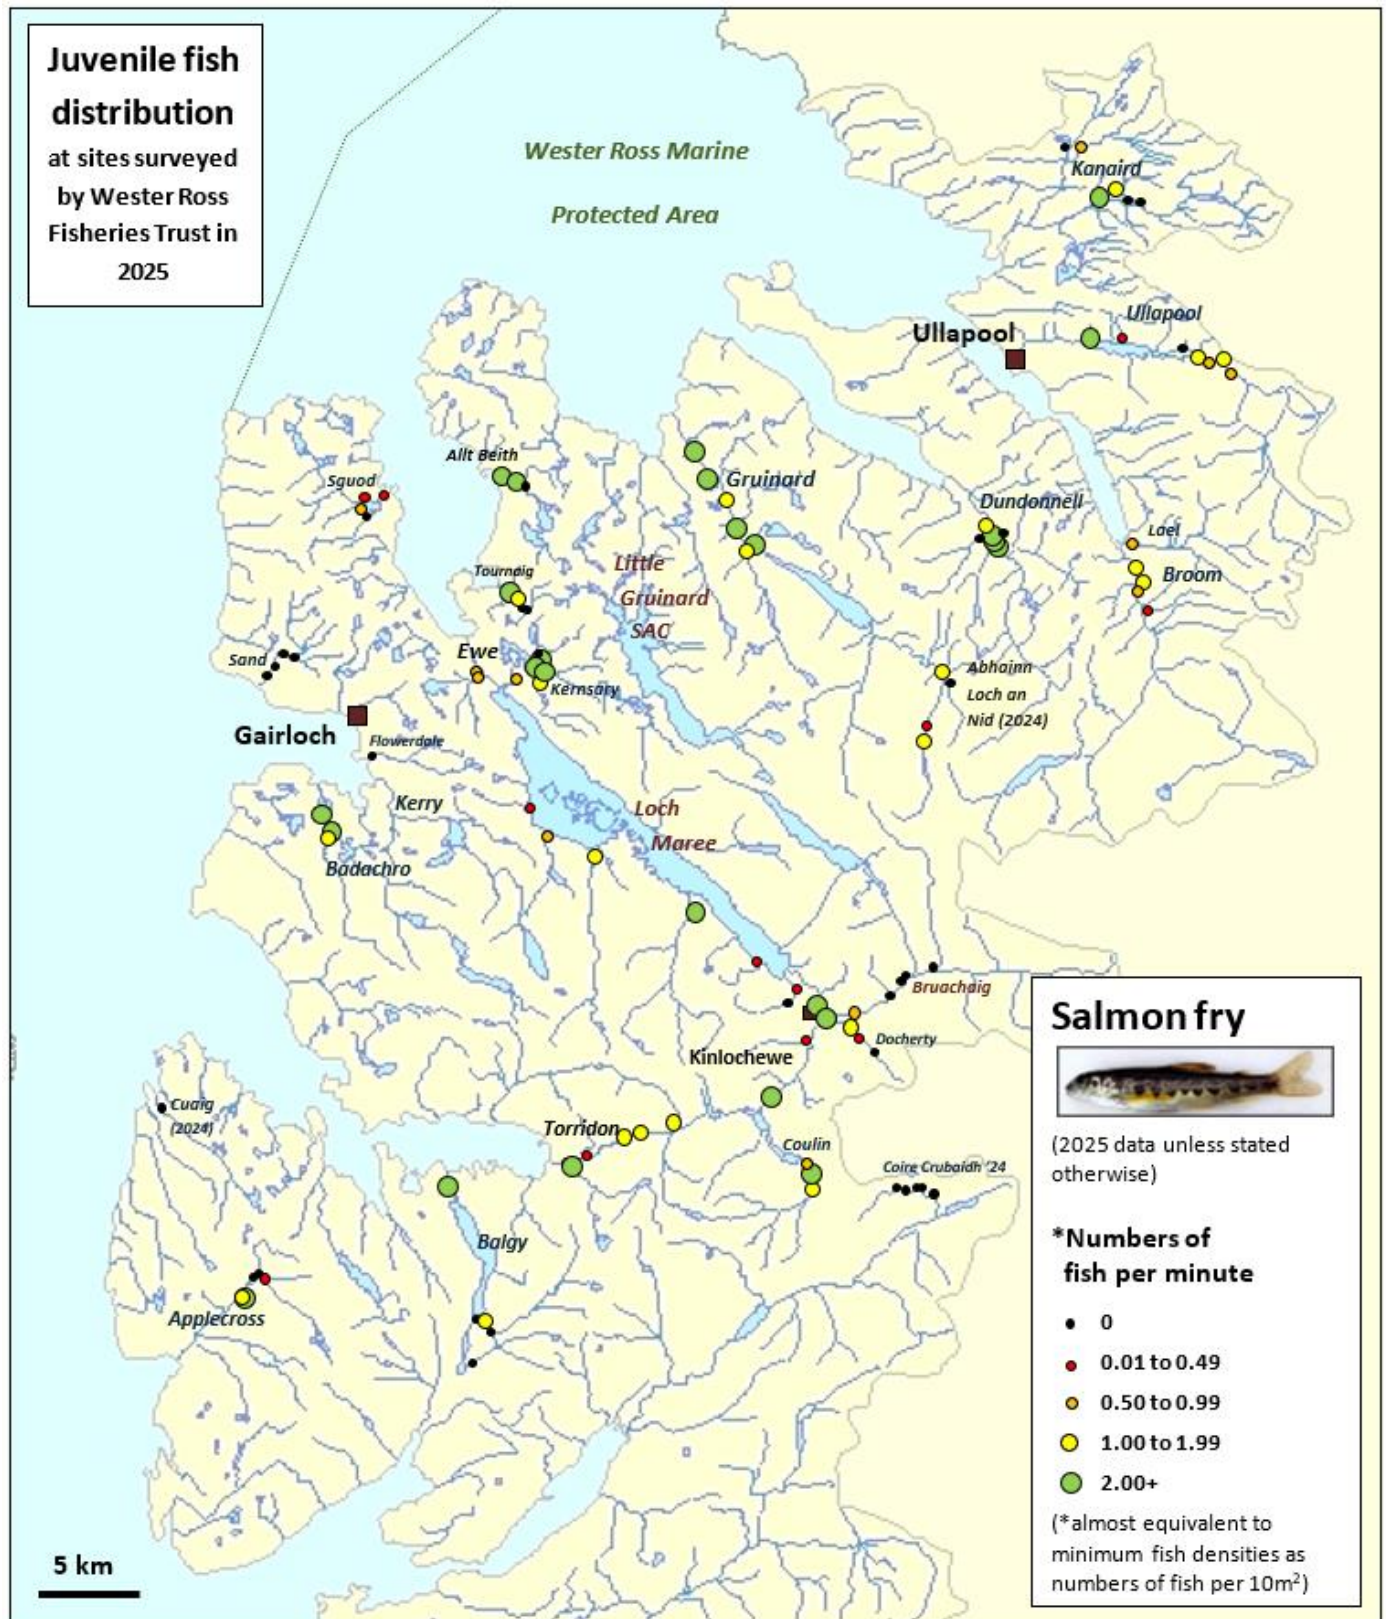 Juvenile fish
distribution
at sites surveyed
by Wester Ross
Fisheries Trust in
2025
Wester Ross Marine
Protected Area
Kanaird
Ullapool
Ullapool
Allt Beith
Sguod
Gruinard
Dundonnell
Lael
Broom
Tournaig
Little
Gruinard
SAC
Sand
Ewe
Kernsary
Abhainn
Loch an
Nid (2024)
Gairloch
Flowerdale
Kerry
Loch
Maree
Badachro
Bruachaig
Docherty
Kinlochewe
Cuaig
(2024)
Torridon
Coulin
Coire Crubaidh '24
Balgy
Applecross
5 km
Salmon fry
(2025 data unless stated
otherwise)
*Numbers of
fish per minute
0
0.01 to 0.49
0.50 to 0.99
1.00 to 1.99
2.00+
(*almost equivalent to
minimum fish densities as
numbers of fish per 10m²)